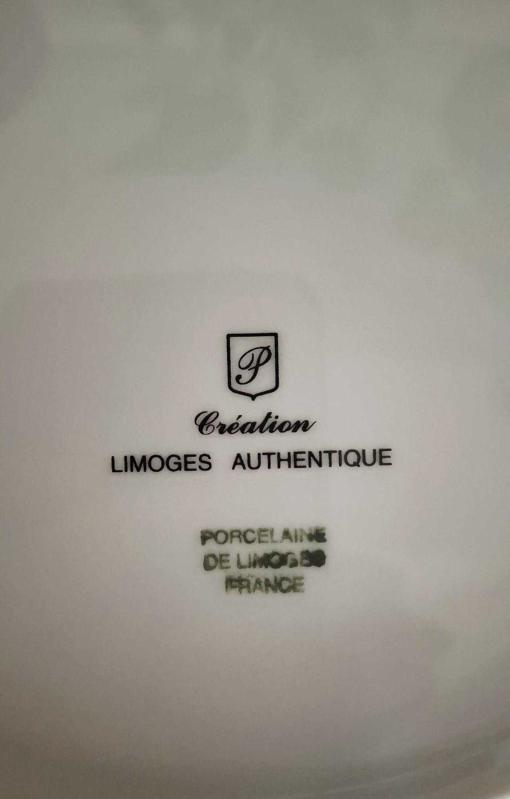 P
Création
LIMOGES AUTHENTIQUE
PORCELAINE
DE LIMOGES
FRANCE